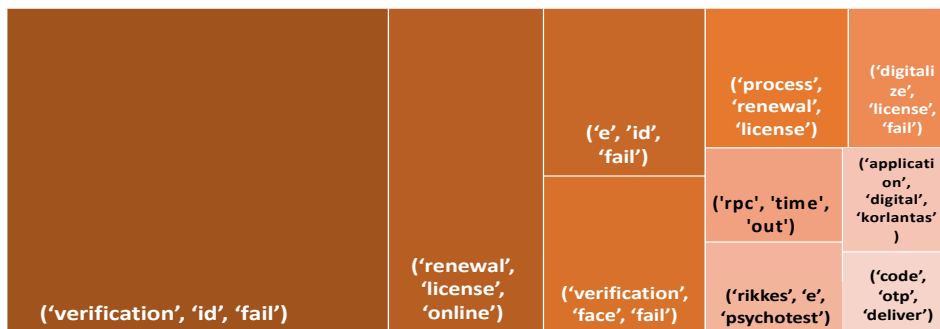 (‘verification’, ‘id’, ‘fail’)
(‘renewal’,
‘license’,
‘online’)
(‘e’, ’id’,
‘fail’)
(‘verification’,
‘face’, ‘fail’)
(‘process’,
‘renewal’,
‘license’)
(‘digitali
ze’,
‘license’,
‘fail’)
('rpc', 'time',
'out')
(‘applicati
on’,
‘digital’,
‘korlantas’
)
(‘rikkes’, ‘e’,
‘psychotest’)
(‘code’,
‘otp’,
‘deliver’)